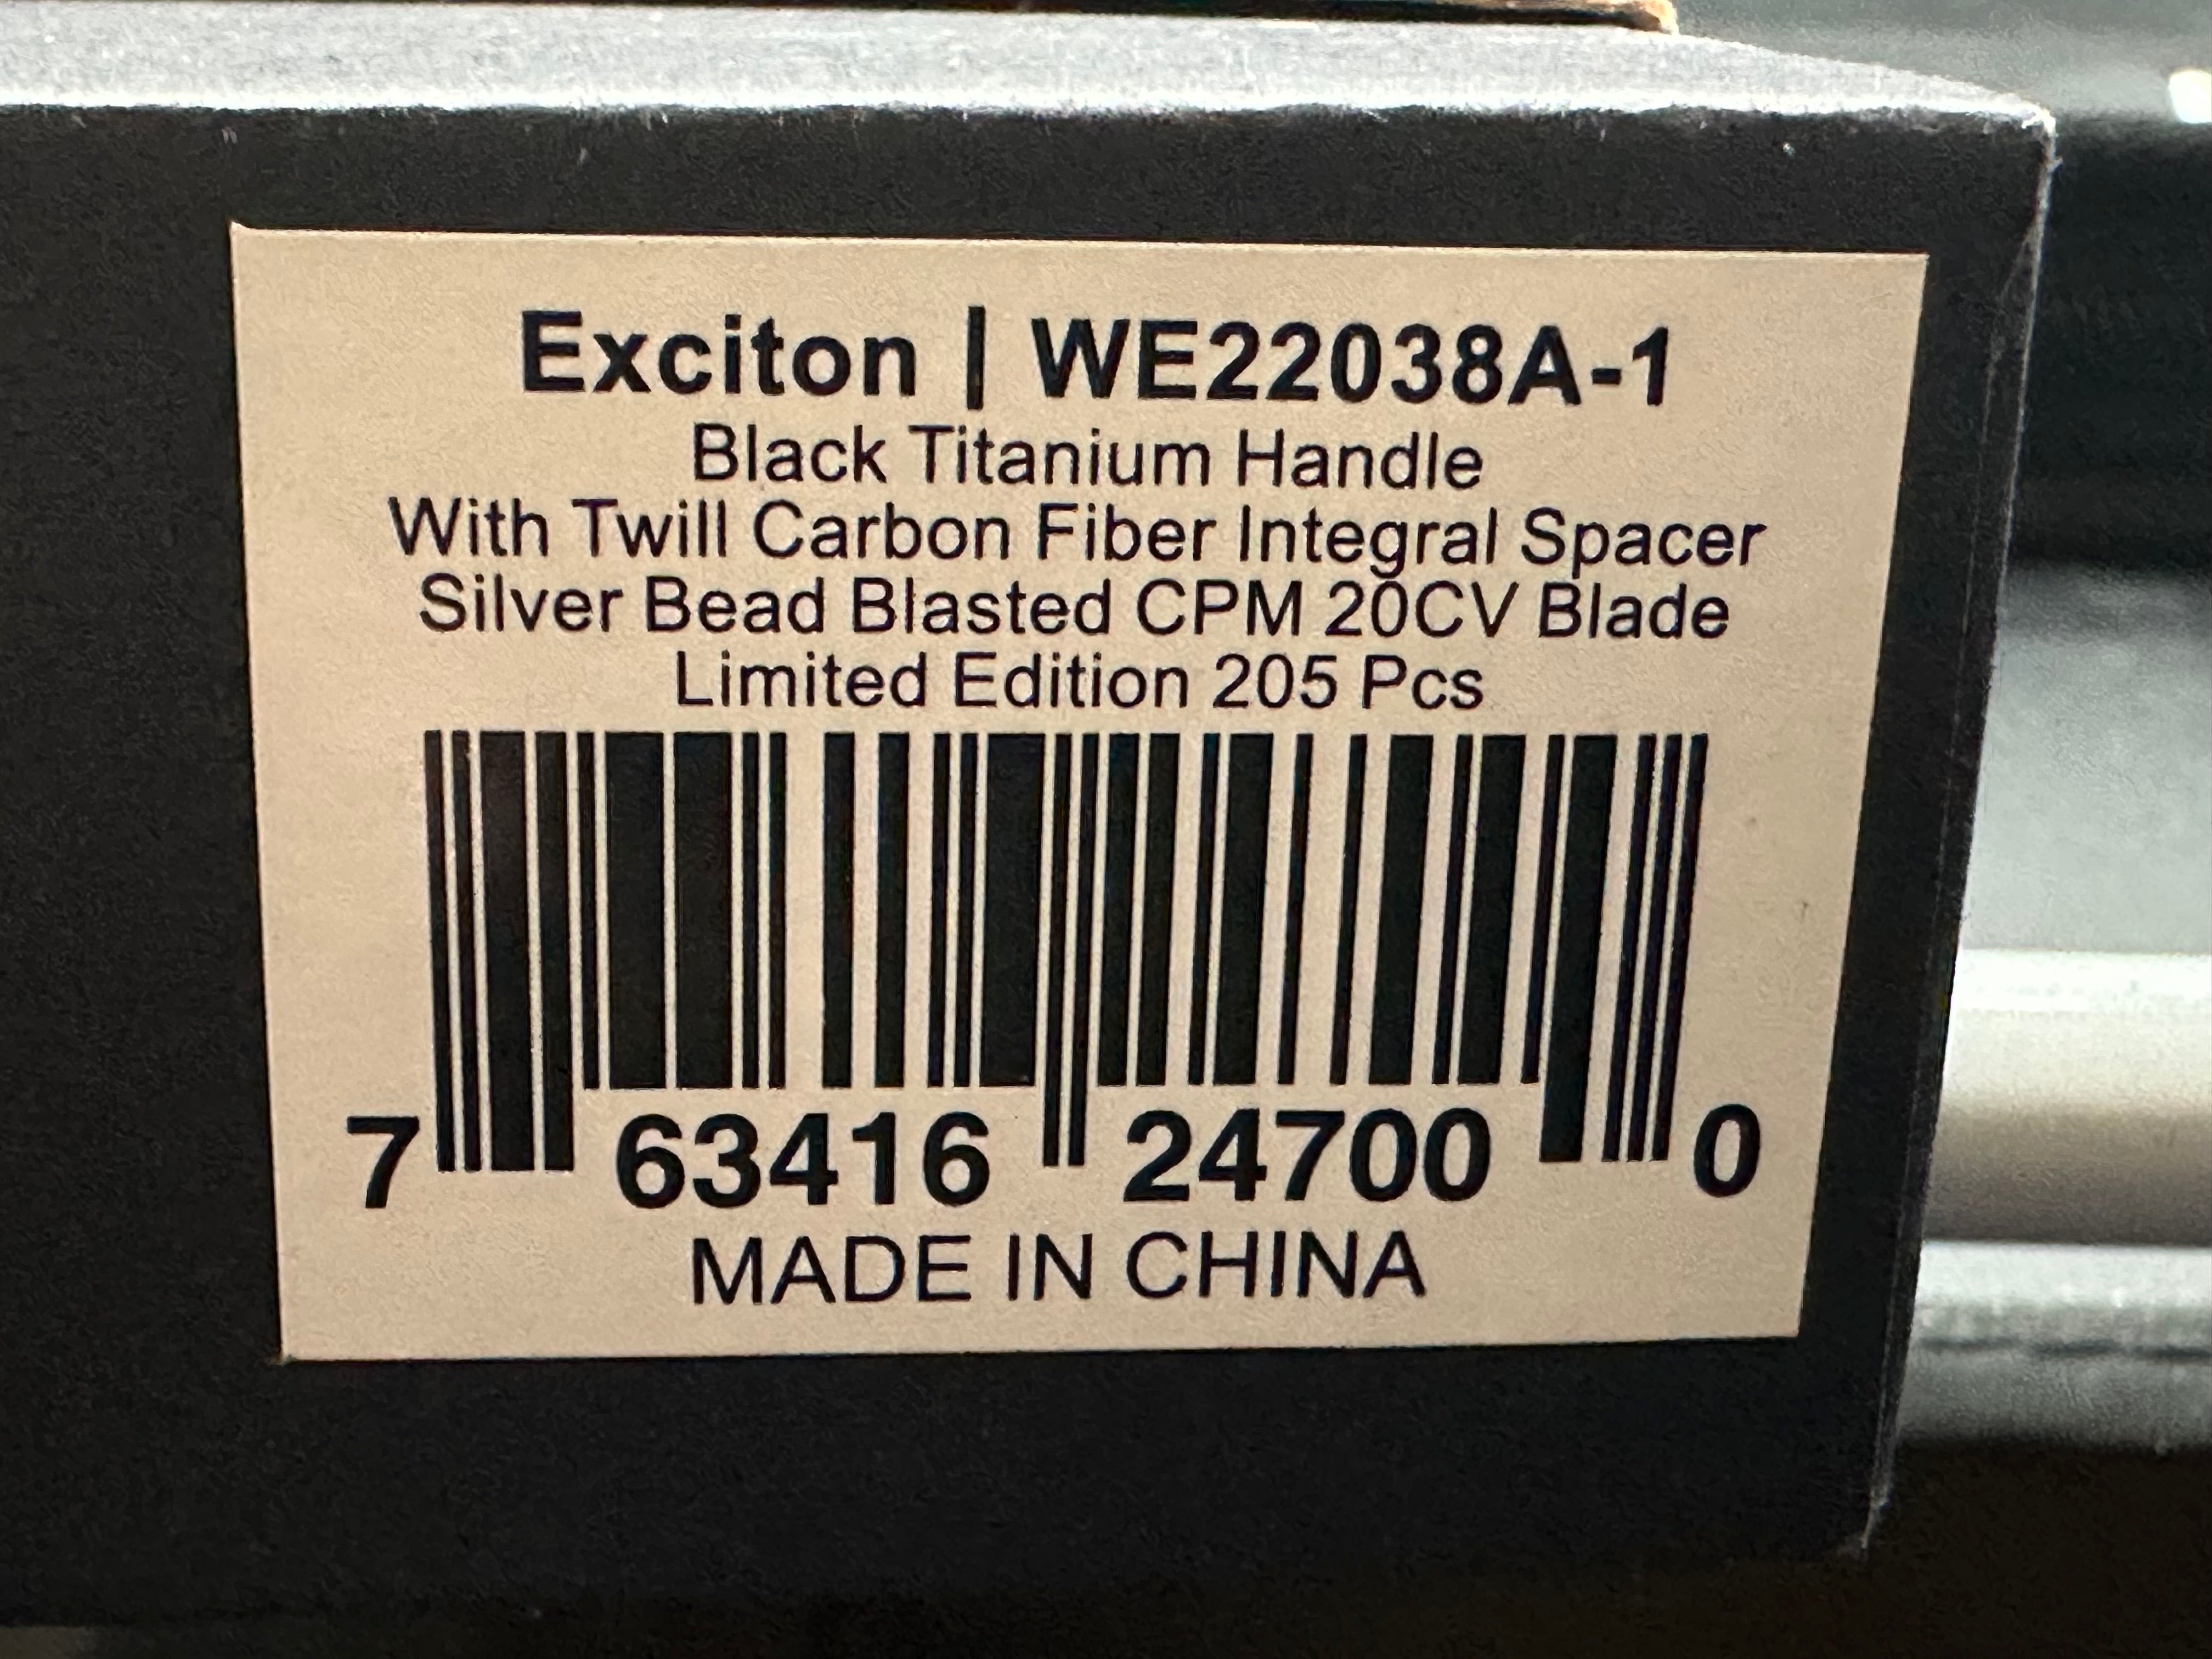 Exciton | WE22038A-1
Black Titanium Handle
With Twill Carbon Fiber Integral Spacer
Silver Bead Blasted CPM 20CV Blade
Limited Edition 205 Pcs
7 63416 24700 0
MADE IN CHINA